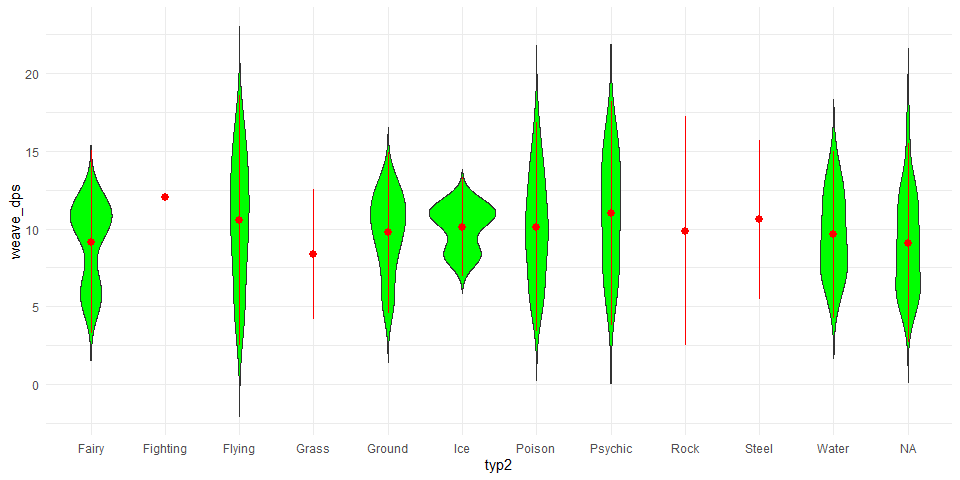 weave_dps
20
15
10
5
0
Fairy Fighting Flying Grass Ground Ice Poison Psychic Rock Steel Water NA
typ2